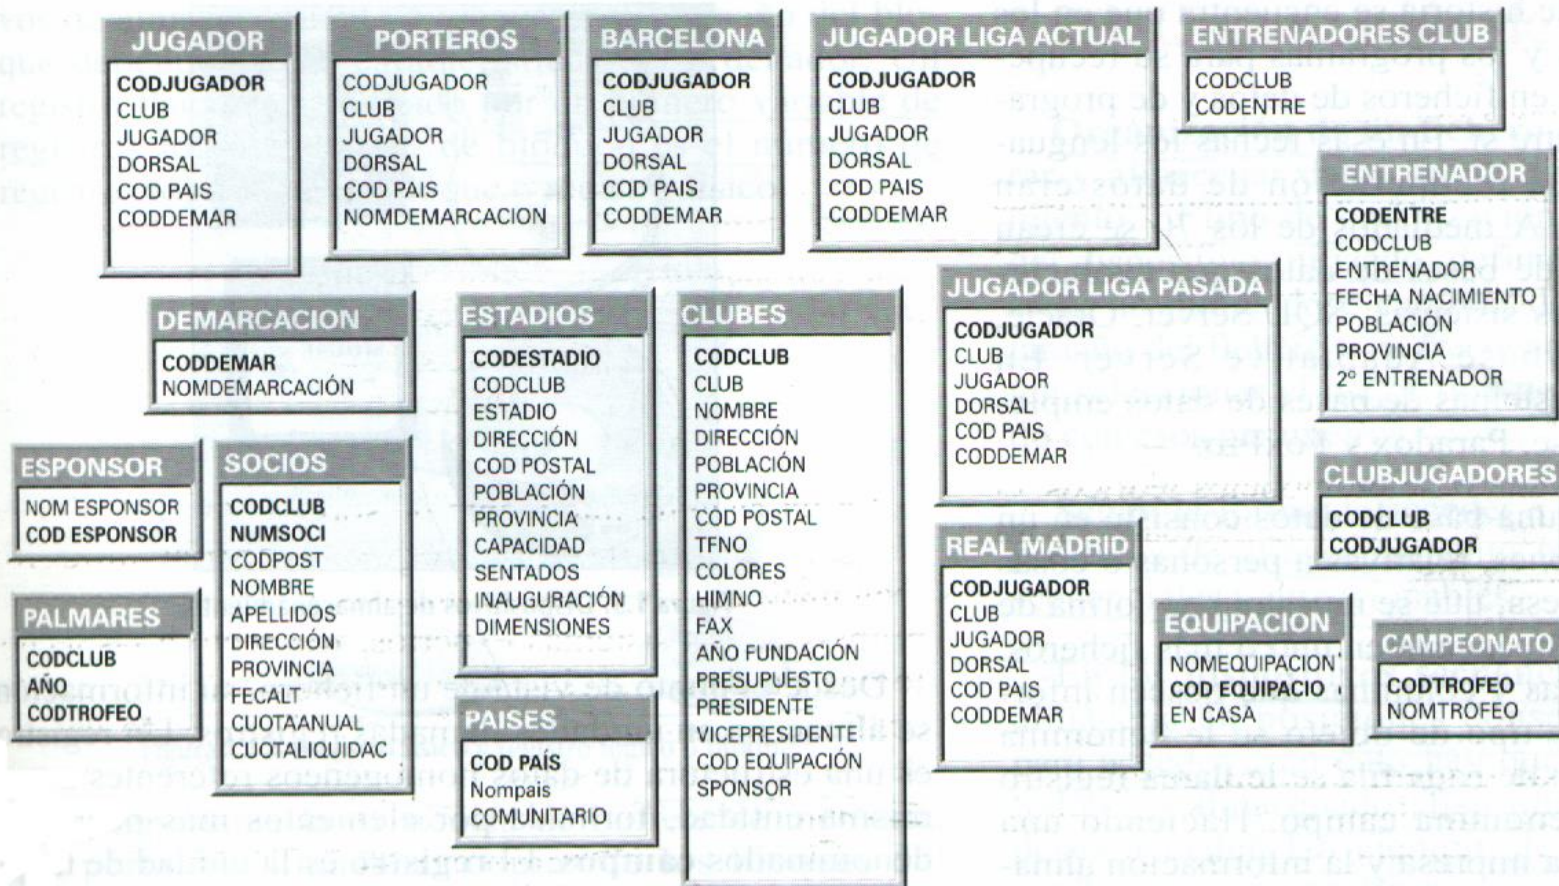 JUGADOR
CODJUGADOR
CLUB
JUGADOR
DORSAL
COD PAIS
CODDEMAR
PORTEROS
CODJUGADOR
CLUB
JUGADOR
DORSAL
COD PAIS
NOMDEMARCACION
BARCELONA
CODJUGADOR
CLUB
JUGADOR
DORSAL
COD PAIS
CODDEMAR
JUGADOR LIGA ACTUAL
CODJUGADOR
CLUB
JUGADOR
DORSAL
COD PAIS
CODDEMAR
ENTRENADORES CLUB
CODCLUB
CODENTRE
ENTRENADOR
CODENTRE
CODCLUB
ENTRENADOR
FECHA NACIMIENTO
POBLACIÓN
PROVINCIA
2º ENTRENADOR
DEMARCACION
CODDEMAR
NOMDEMARCACIÓN
ESTADIOS
CODESTADIO
CODCLUB
ESTADIO
DIRECCIÓN
COD POSTAL
POBLACIÓN
PROVINCIA
CAPACIDAD
SENTADOS
INAUGURACIÓN
DIMENSIONES
CLUBES
CODCLUB
CLUB
NOMBRE
DIRECCIÓN
POBLACIÓN
PROVINCIA
COD POSTAL
TFNO
COLORES
HIMNO
FAX
AÑO FUNDACIÓN
PRESUPUESTO
PRESIDENTE
VICEPRESIDENTE
COD EQUIPACIÓN
SPONSOR
JUGADOR LIGA PASADA
CODJUGADOR
CLUB
JUGADOR
DORSAL
COD PAIS
CODDEMAR
ESPONSOR
NOM ESPONSOR
COD ESPONSOR
SOCIOS
CODCLUB
NUMSOCI
CODPOST
NOMBRE
APELLIDOS
DIRECCIÓN
PROVINCIA
FECALT
CUOTAANUAL
CUOTALIQUIDAC
CLUBJUGADORES
CODCLUB
CODJUGADOR
REAL MADRID
CODJUGADOR
CLUB
JUGADOR
DORSAL
COD PAIS
CODDEMAR
PALMARES
CODCLUB
AÑO
CODTROFEO
EQUIPACION
NOMEQUIPACION
COD EQUIPACIO
EN CASA
CAMPEONATO
CODTROFEO
NOMTROFEO
PAISES
COD PAÍS
Nompais
COMUNITARIO